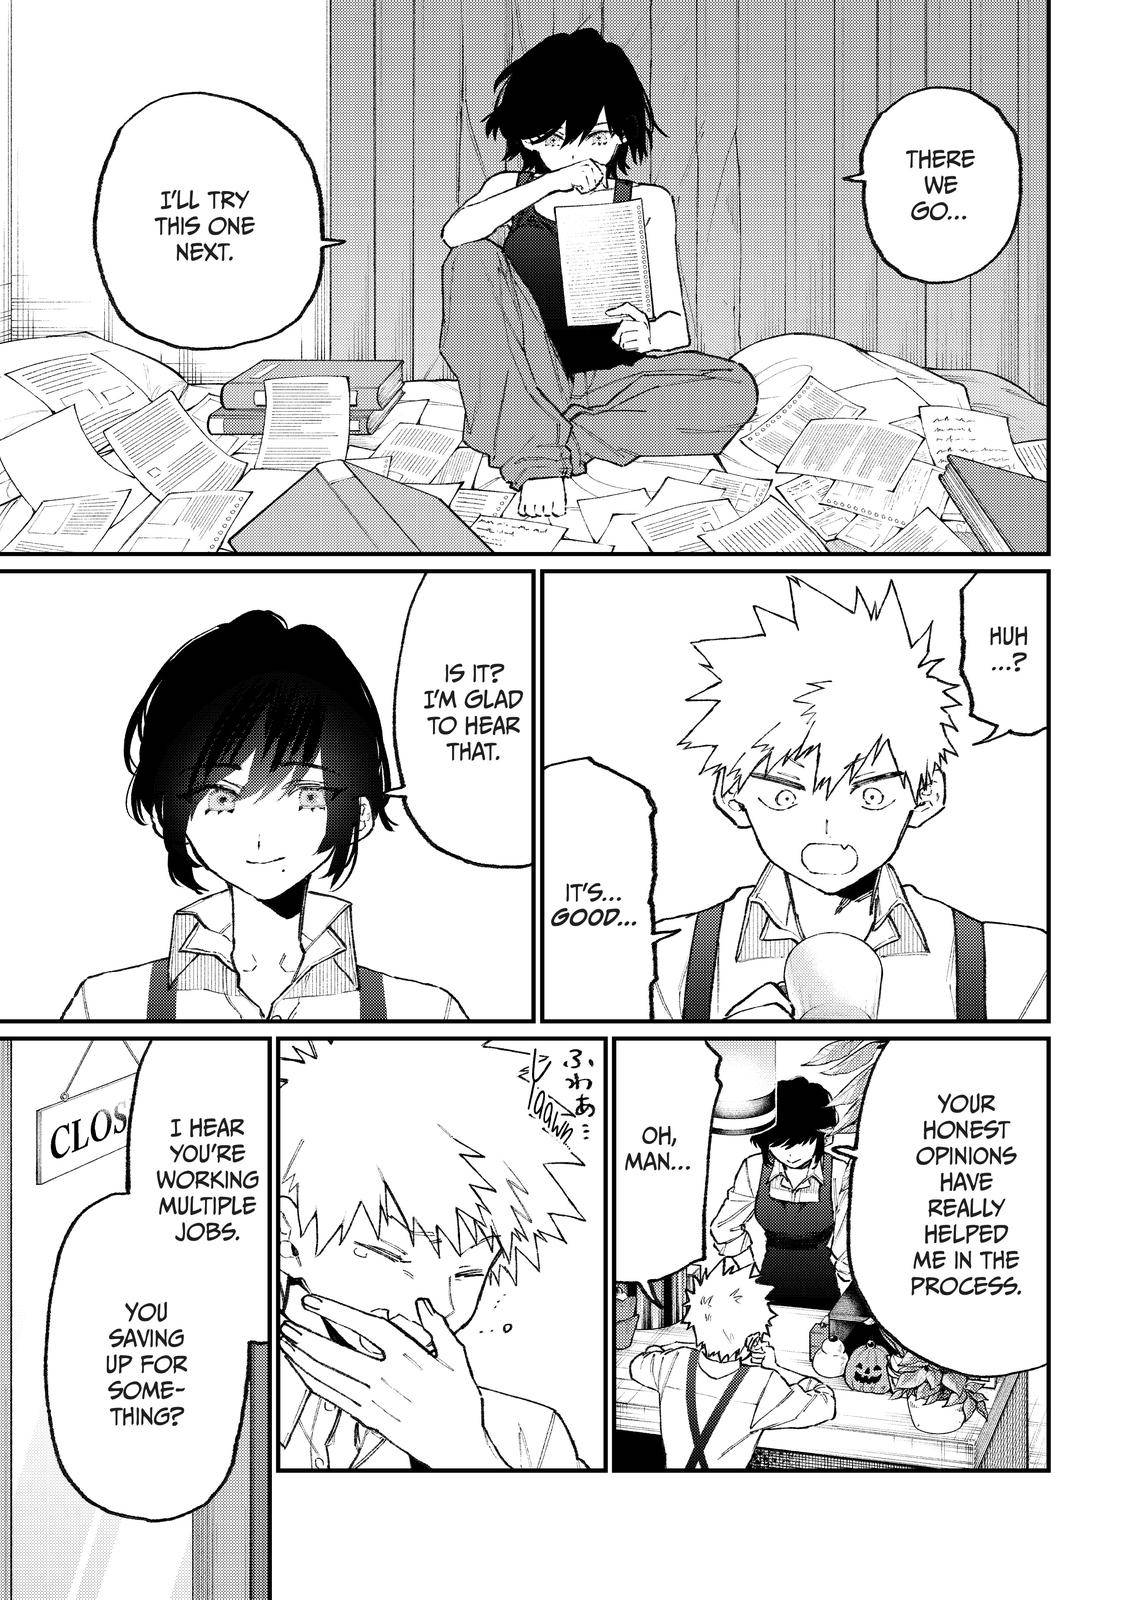 THERE
WE
GO...
I'LL TRY
THIS ONE
NEXT.
HUH
...?
IT'S...
GOOD...
IS IT?
I'M GLAD
TO HEAR
THAT.
YOUR
HONEST
OPINIONS
HAVE
REALLY
HELPED
ME IN THE
PROCESS.
OH,
MAN...
ふわぁ…
Yaawn
I HEAR
YOU'RE
WORKING
MULTIPLE
JOBS.
YOU
SAVING
UP FOR
SOME-
THING?
CLOS